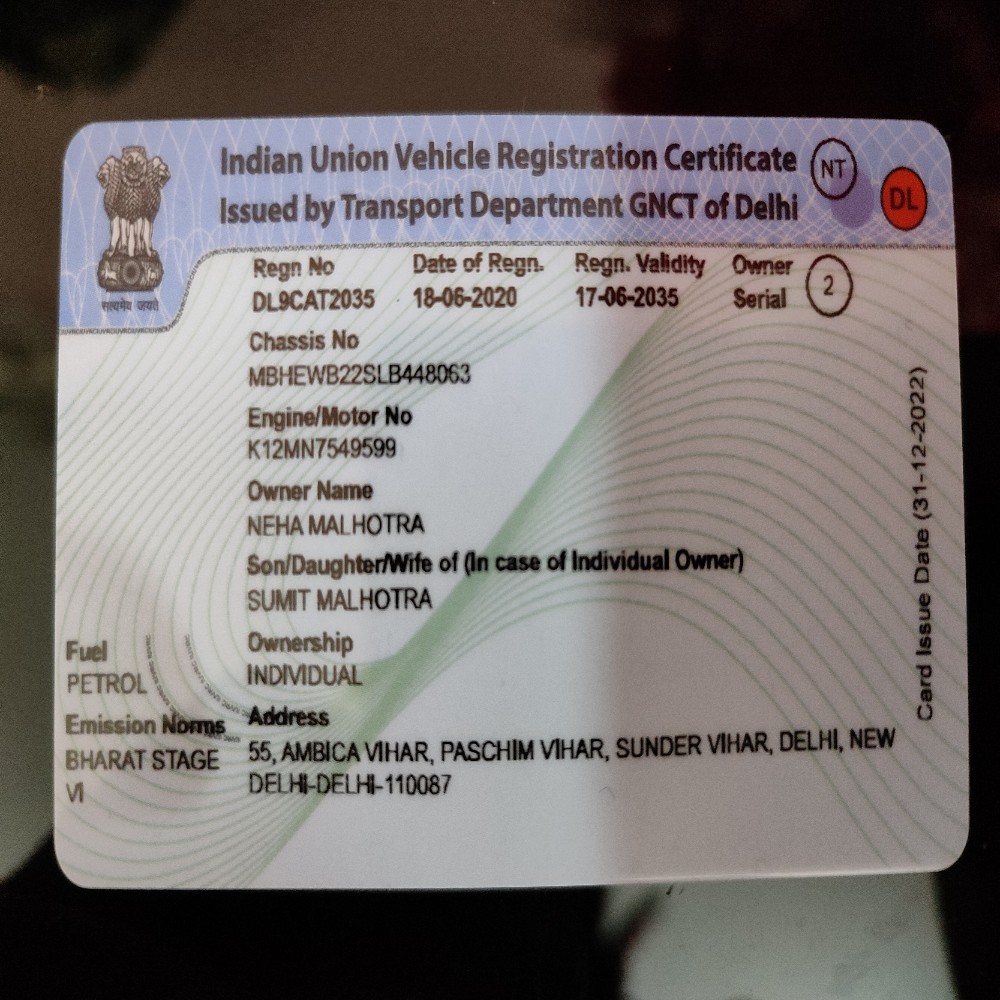 Indian Union Vehicle Registration Certificate
Issued by Transport Department GNCT of Delhi
NT
DL
सत्यमेव जयते
Regn No
DL9CAT2035
Date of Regn.
18-06-2020
Regn. Validity
17-06-2035
Owner
Serial
2
Chassis No
MBHEWB22SLB448063
Engine/Motor No
K12MN7549599
Owner Name
NEHA MALHOTRA
Son/Daughter/Wife of (In case of Individual Owner)
SUMIT MALHOTRA
Ownership
INDIVIDUAL
Address
55, AMBICA VIHAR, PASCHIM VIHAR, SUNDER VIHAR, DELHI, NEW
DELHI-DELHI-110087
Fuel
PETROL
Emission Norms
BHARAT STAGE
VI
Card Issue Date (31-12-2022)